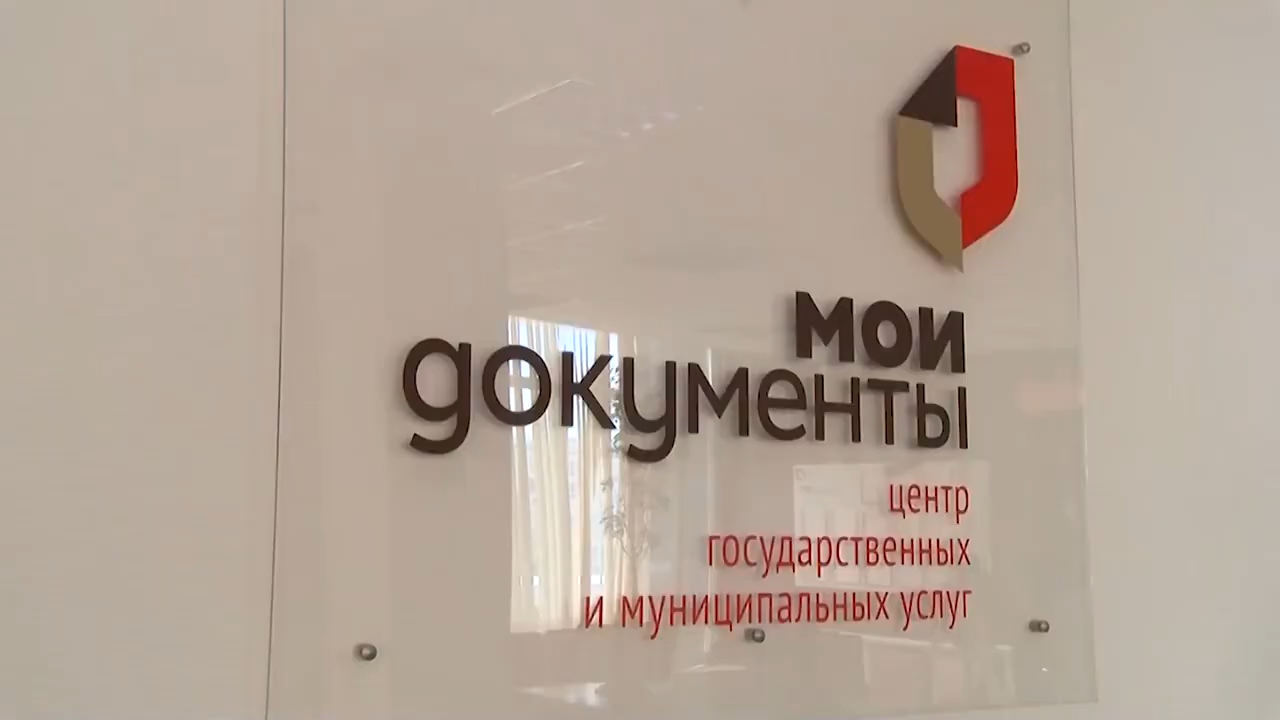 мои
документы
центр
государственных
и муниципальных услуг